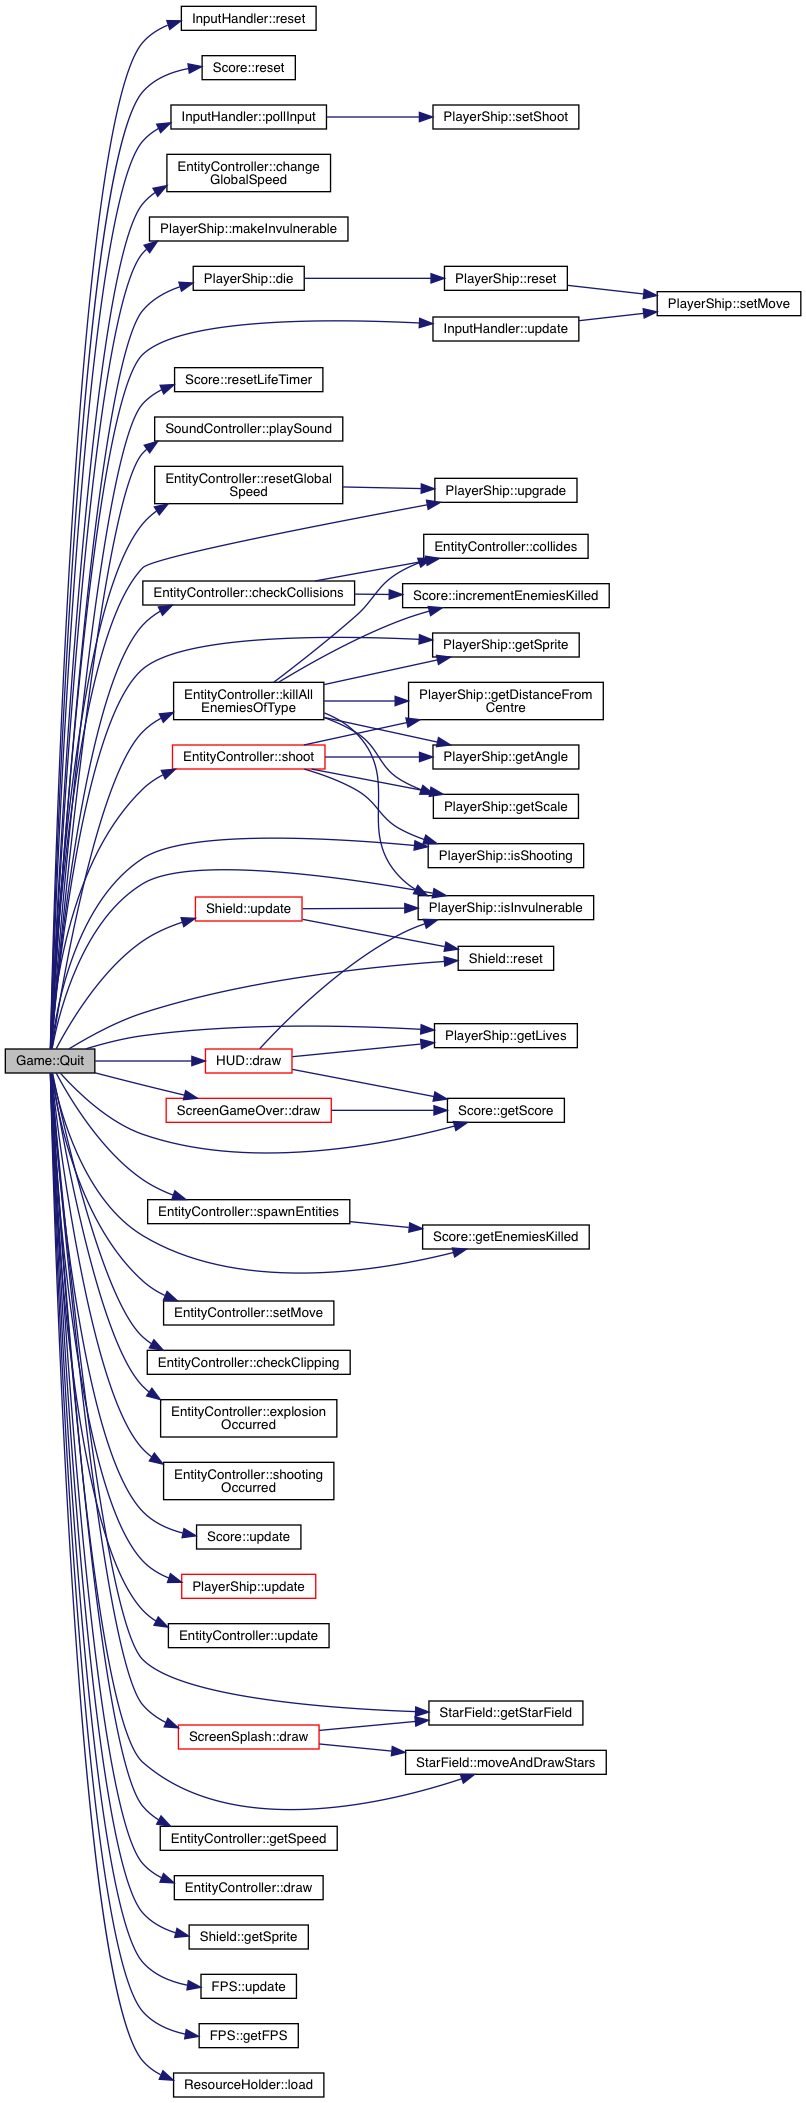 InputHandler::reset
Score::reset
InputHandler::pollInput
PlayerShip::setShoot
EntityController::change
GlobalSpeed
PlayerShip::makeInvulnerable
PlayerShip::die
PlayerShip::reset
PlayerShip::setMove
InputHandler::update
Score::resetLifeTimer
SoundController::playSound
EntityController::resetGlobal
Speed
PlayerShip::upgrade
EntityController::collides
EntityController::checkCollisions
Score::incrementEnemiesKilled
PlayerShip::getSprite
EntityController::killAll
EnemiesOfType
PlayerShip::getDistanceFrom
Centre
EntityController::shoot
PlayerShip::getAngle
PlayerShip::getScale
PlayerShip::isShooting
Shield::update
PlayerShip::isInvulnerable
Shield::reset
PlayerShip::getLives
Game::Quit
HUD::draw
ScreenGameOver::draw
Score::getScore
EntityController::spawnEntities
Score::getEnemiesKilled
EntityController::setMove
EntityController::checkClipping
EntityController::explosion
Occurred
EntityController::shooting
Occurred
Score::update
PlayerShip::update
EntityController::update
StarField::getStarField
ScreenSplash::draw
StarField::moveAndDrawStars
EntityController::getSpeed
EntityController::draw
Shield::getSprite
FPS::update
FPS::getFPS
ResourceHolder::load